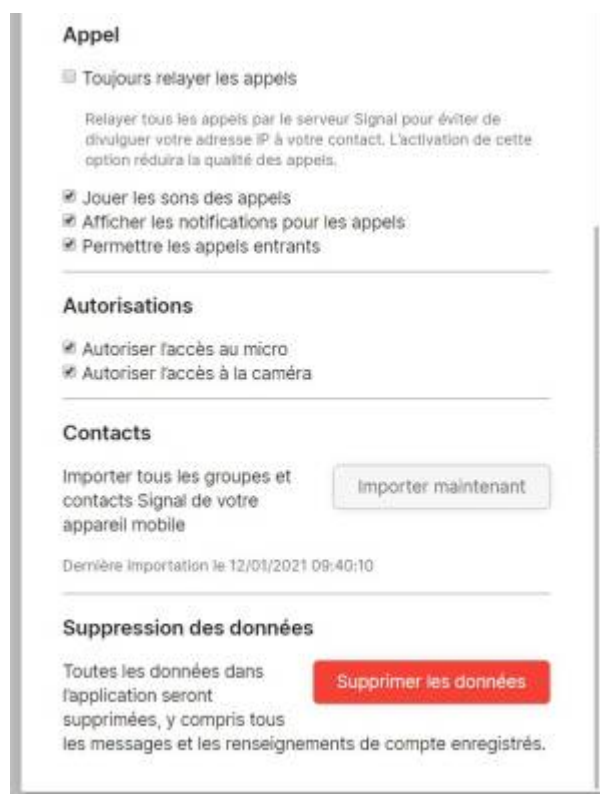 Appel
Toujours relayer les appels
Relayer tous les appels par le serveur Signal pour éviter de
divulguer votre adresse IP à votre contact. L'activation de cette
option réduira la qualité des appels.
Jouer les sons des appels
Afficher les notifications pour les appels
Permettre les appels entrants
Autorisations
Autoriser l'accès au micro
Autoriser l'accès à la caméra
Contacts
Importer tous les groupes et
contacts Signal de votre
appareil mobile
Importer maintenant
Dernière importation le 12/01/2021 09:40:10
Suppression des données
Toutes les données dans
l'application seront
supprimées, y compris tous
les messages et les renseignements de compte enregistrés.
Supprimer les données